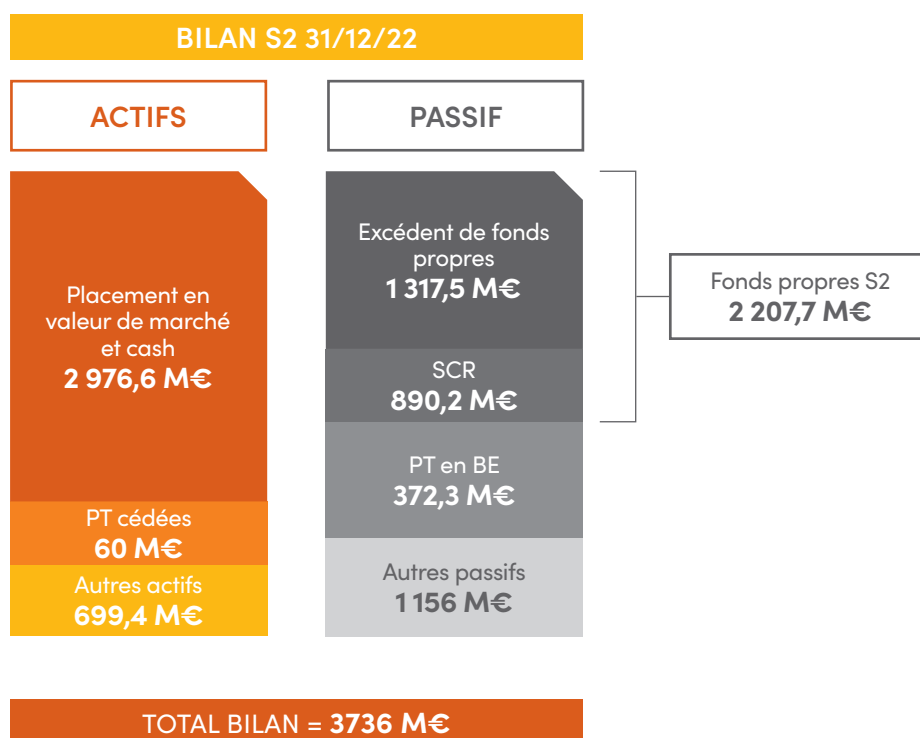 BILAN S2 31/12/22
ACTIFS
Placement en
valeur de marché
et cash
2 976,6 M€
PT cédées
60 M€
Autres actifs
699,4 M€
PASSIF
Excédent de fonds
propres
1 317,5 M€
SCR
890,2 M€
PT en BE
372,3 M€
Autres passifs
1 156 M€
Fonds propres S2
2 207,7 M€
TOTAL BILAN = 3736 M€